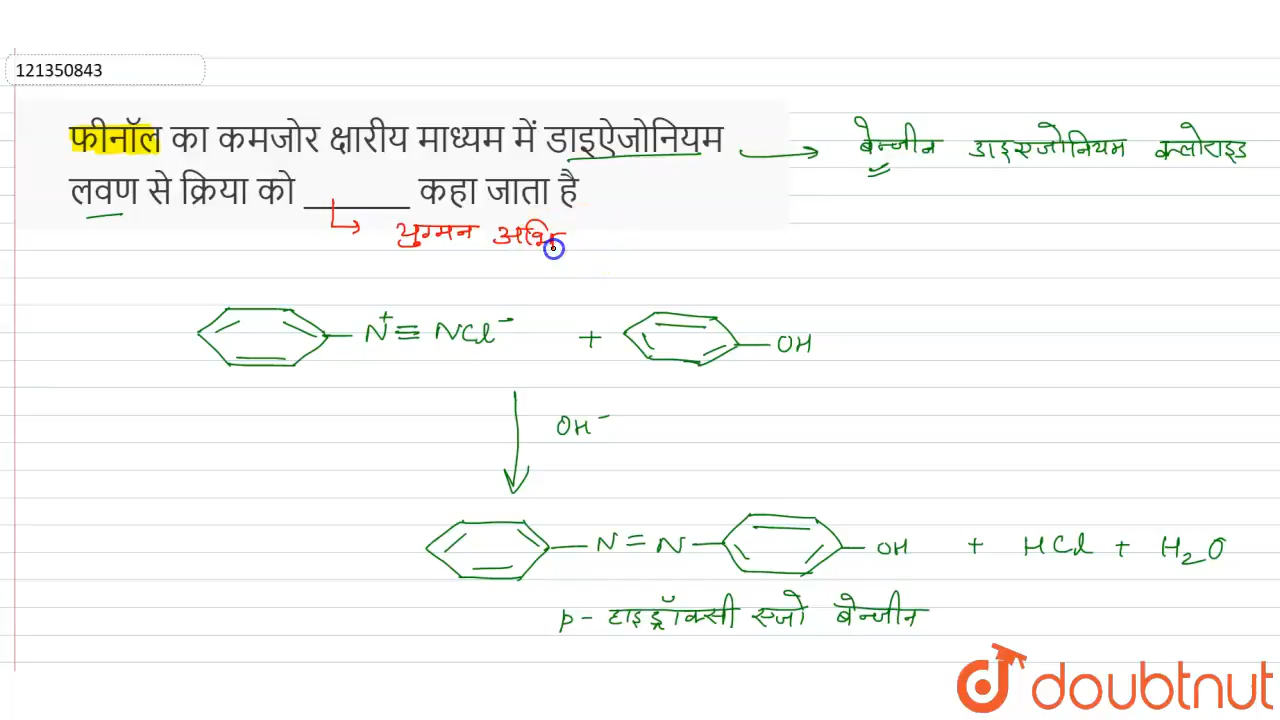 121350843
फीनॉल का कमजोर क्षारीय माध्यम में डाइऐजोनियम
लवण से क्रिया को ________ कहा जाता है
बेन्जीन डाइएजोनियम क्लोराइड
युग्मन अभि
N⁺≡NCl⁻ + OH
OH⁻
N=N OH + HCl + H₂O
p- हाइड्रॉक्सी एजो बेन्जीन
doubtnut